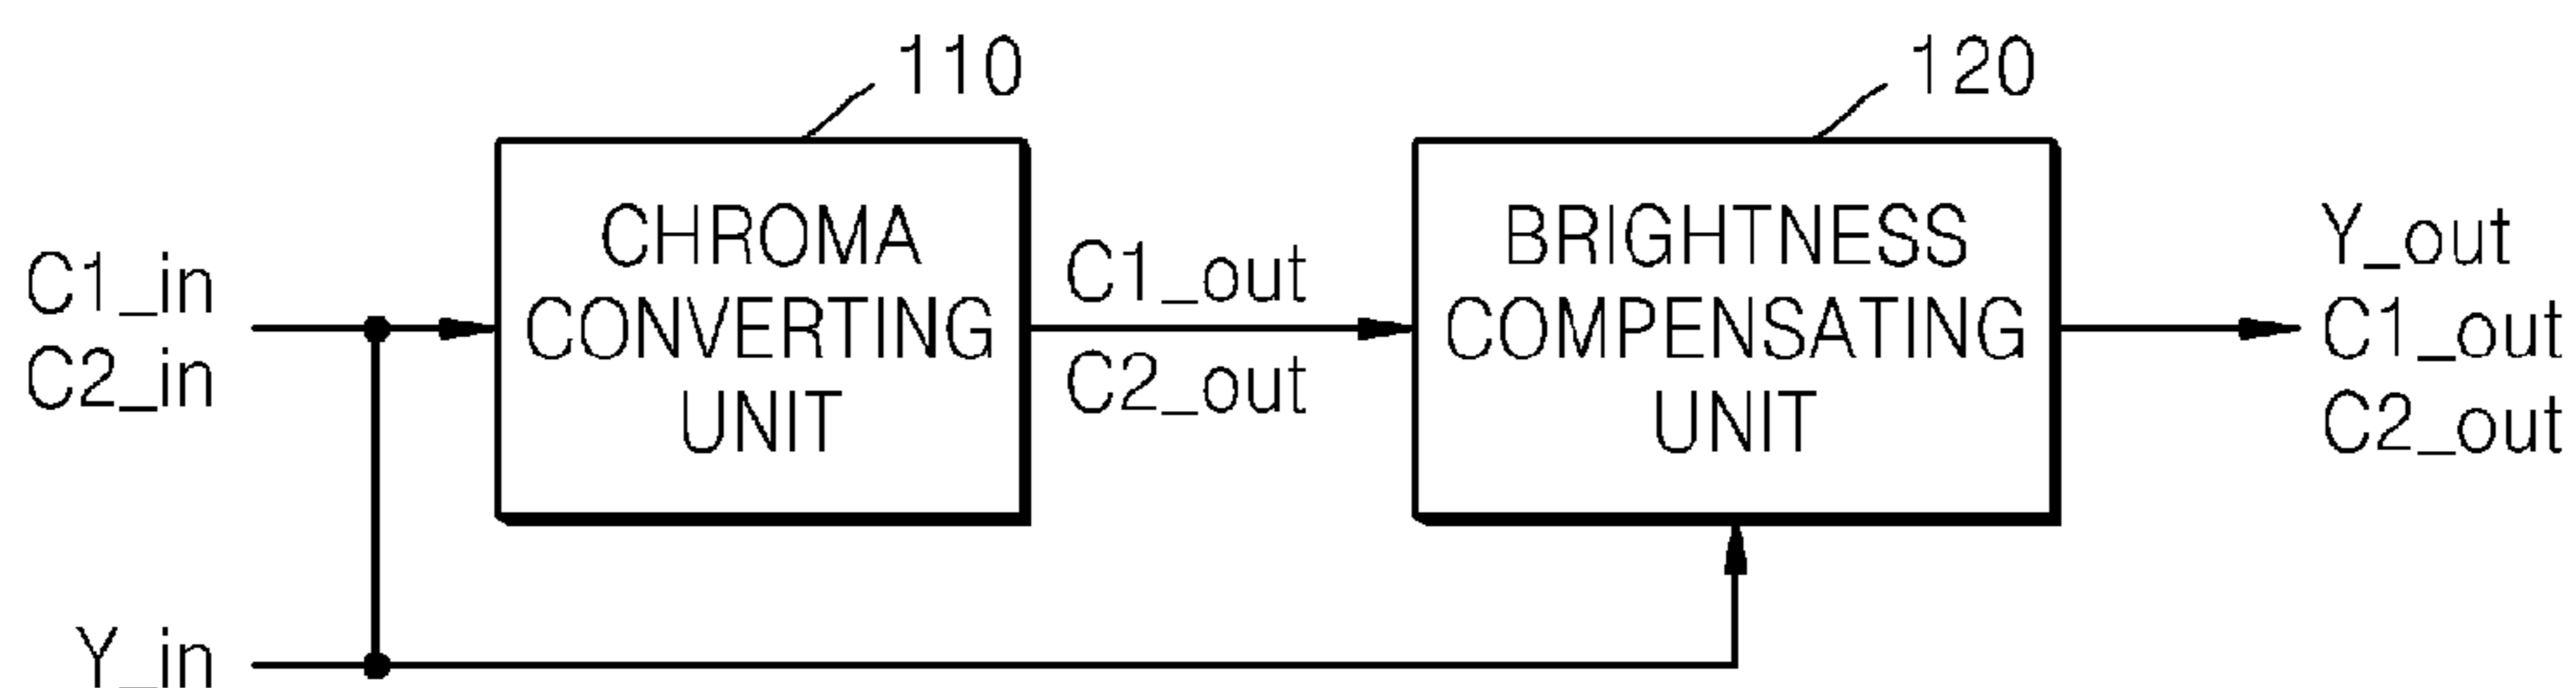 110
120
C1_in
C2_in
CHROMA
CONVERTING
UNIT
C1_out
C2_out
BRIGHTNESS
COMPENSATING
UNIT
Y_out
C1_out
C2_out
Y_in